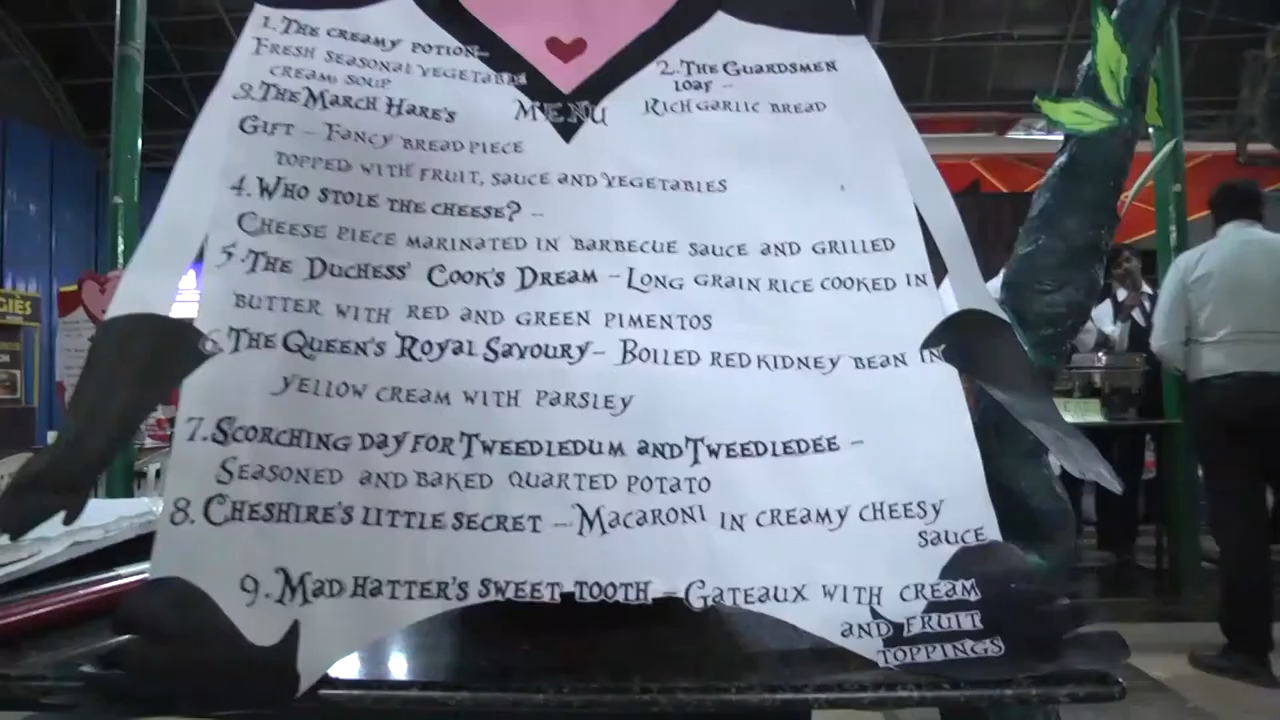 1. The creamy potion-
Fresh seasonal vegetable
cream soup
2. The Guardsmen
loaf -
Rich garlic bread
MENU
3. The March Hare's
Gift - Fancy bread piece
topped with fruit, sauce and vegetables
4. Who stole the cheese? -
Cheese piece marinated in barbecue sauce and grilled
5. The Duchess' Cook's Dream - Long grain rice cooked in
butter with red and green pimentos
6. The Queen's Royal Savoury- Boiled red kidney bean in
yellow cream with parsley
7. Scorching day for Tweedledum and Tweedledee -
Seasoned and baked quarted potato
8. Cheshire's little secret - Macaroni in creamy cheesy
sauce
9. Mad Hatter's sweet tooth - Gateaux with cream
and fruit
toppings